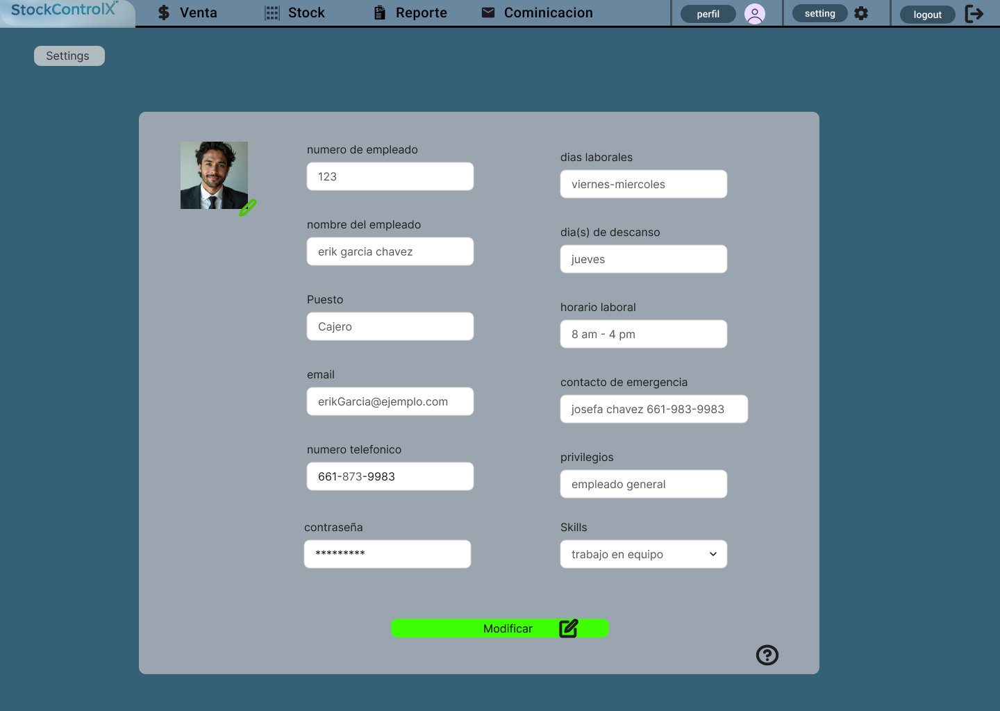 StockControlX
Venta
Stock
Reporte
Cominicacion
perfil
setting
logout
Settings
numero de empleado
123
nombre del empleado
erik garcia chavez
Puesto
Cajero
email
erikGarcia@ejemplo.com
numero telefonico
661-873-9983
contraseña
*********
dias laborales
viernes-miercoles
dia(s) de descanso
jueves
horario laboral
8 am - 4 pm
contacto de emergencia
josefa chavez 661-983-9983
privilegios
empleado general
Skills
trabajo en equipo
Modificar